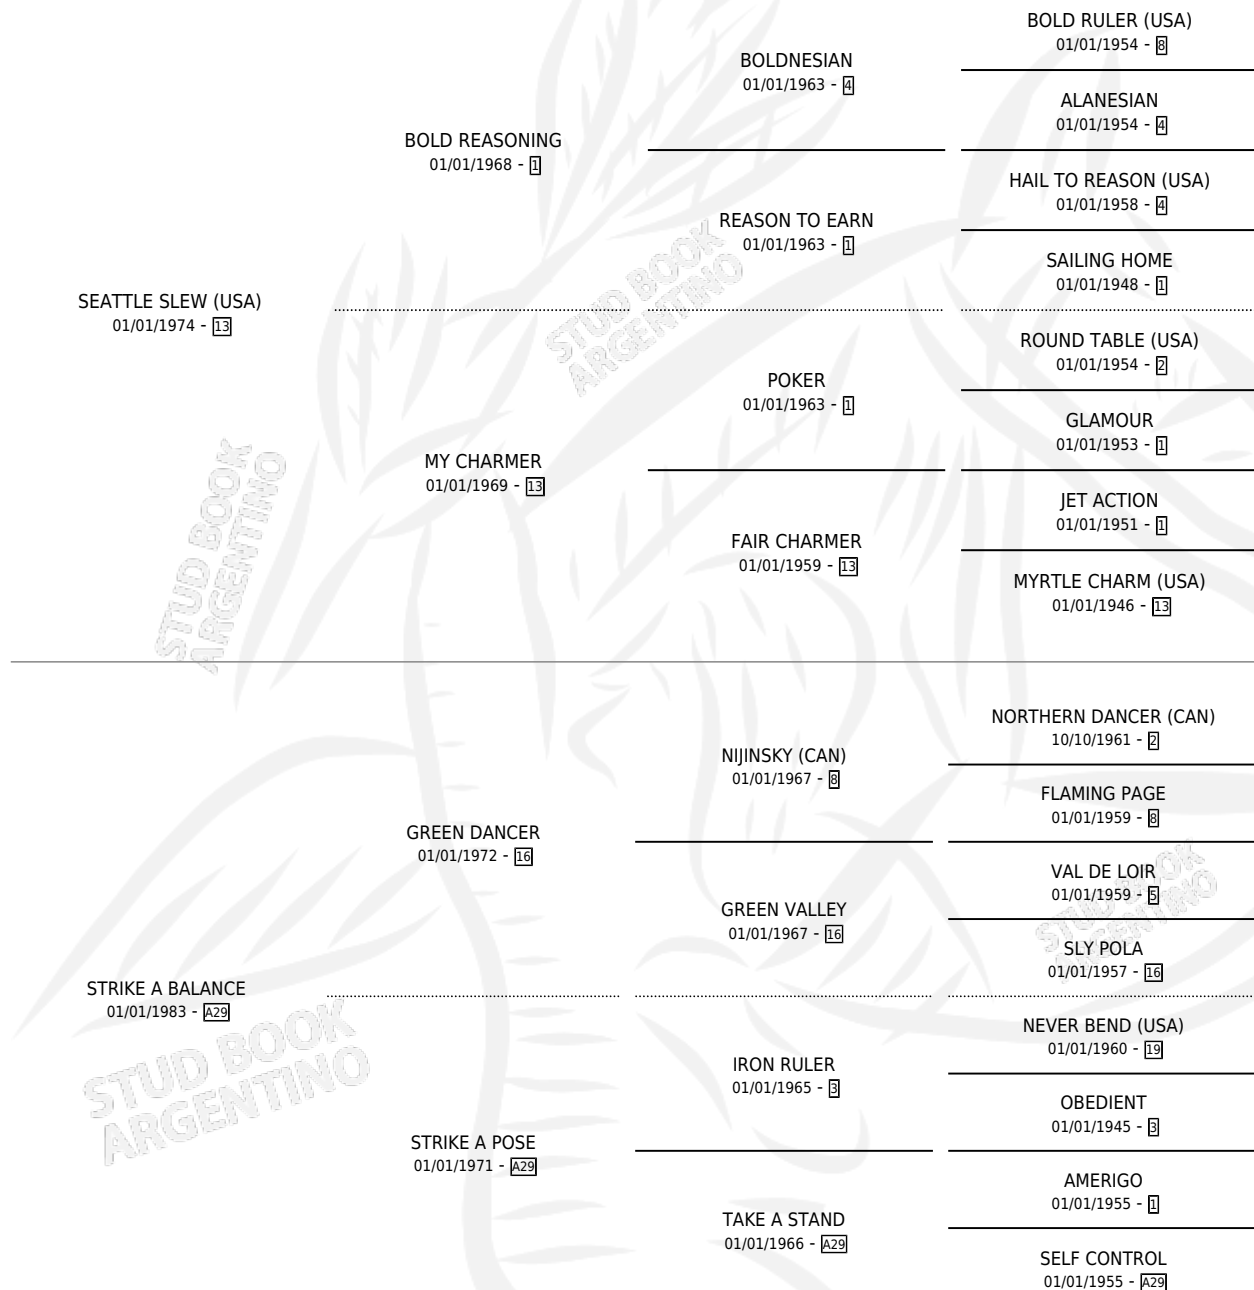 BOLD RULER (USA)
01/01/1954 - 8
BOLDNESIAN
01/01/1963 - 4
ALANESIAN
01/01/1954 - 4
BOLD REASONING
01/01/1968 - 1
HAIL TO REASON (USA)
01/01/1958 - 4
REASON TO EARN
01/01/1963 - 1
SAILING HOME
01/01/1948 - 1
SEATTLE SLEW (USA)
01/01/1974 - 13
STUD BOOK
ARGENTINO
ROUND TABLE (USA)
01/01/1954 - 2
POKER
01/01/1963 - 1
GLAMOUR
01/01/1953 - 1
MY CHARMER
01/01/1969 - 13
JET ACTION
01/01/1951 - 1
FAIR CHARMER
01/01/1959 - 13
MYRTLE CHARM (USA)
01/01/1946 - 13
STUD BOOK
ARGENTINO
NORTHERN DANCER (CAN)
10/10/1961 - 2
NIJINSKY (CAN)
01/01/1967 - 8
FLAMING PAGE
01/01/1959 - 8
GREEN DANCER
01/01/1972 - 16
VAL DE LOIR
01/01/1959 - 5
GREEN VALLEY
01/01/1967 - 16
SLY POLA
01/01/1957 - 16
STUD BOOK
ARGENTINO
STRIKE A BALANCE
01/01/1983 - A29
NEVER BEND (USA)
01/01/1960 - 19
IRON RULER
01/01/1965 - 3
OBEDIENT
01/01/1945 - 3
STUD BOOK
ARGENTINO
STRIKE A POSE
01/01/1971 - A29
AMERIGO
01/01/1955 - 1
TAKE A STAND
01/01/1966 - A29
SELF CONTROL
01/01/1955 - A29